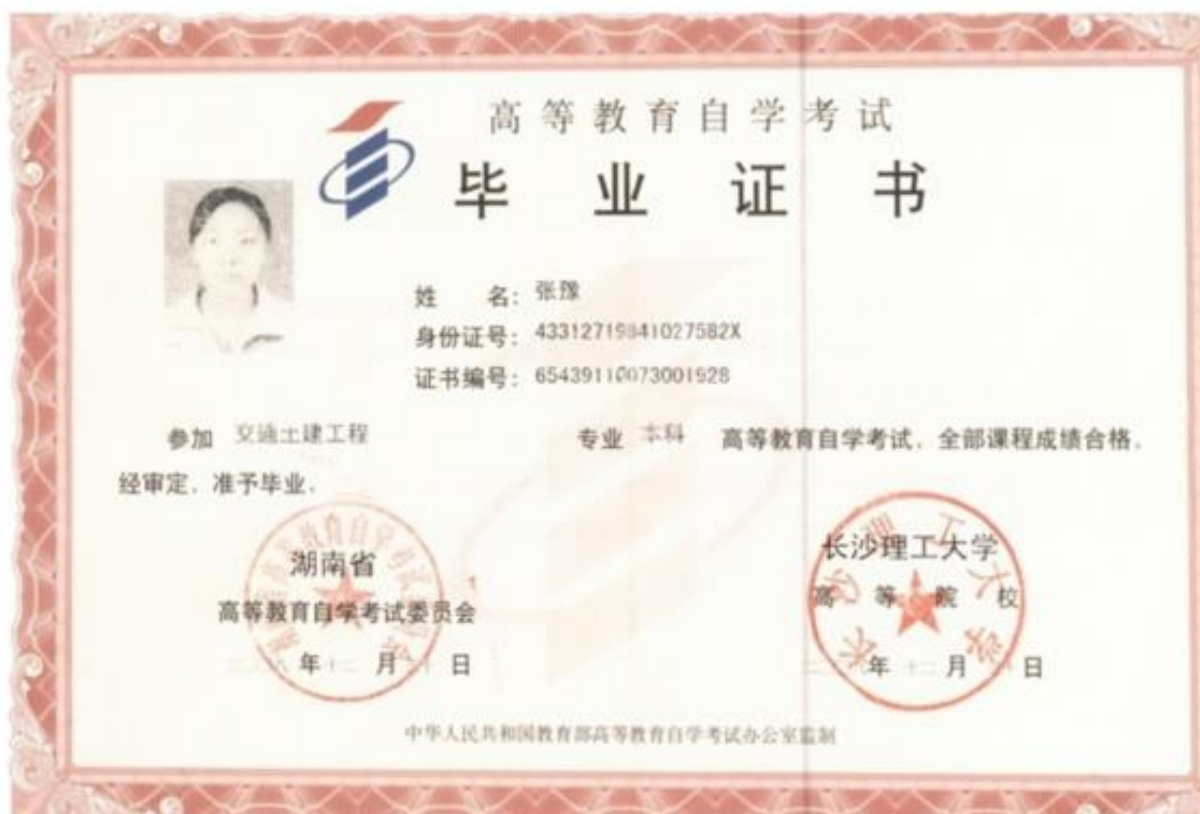 高等教育自学考试
毕业证书
姓 名：张豫
身份证号：43312719841027582X
证书编号：65439110073001928
参加 交通土建工程 专业 本科 高等教育自学考试，全部课程成绩合格，
经审定，准予毕业。
湖南省 长沙理工大学
高等教育自学考试委员会 高等院校
年十二月 日 年十二月 日
中华人民共和国教育部高等教育自学考试办公室监制